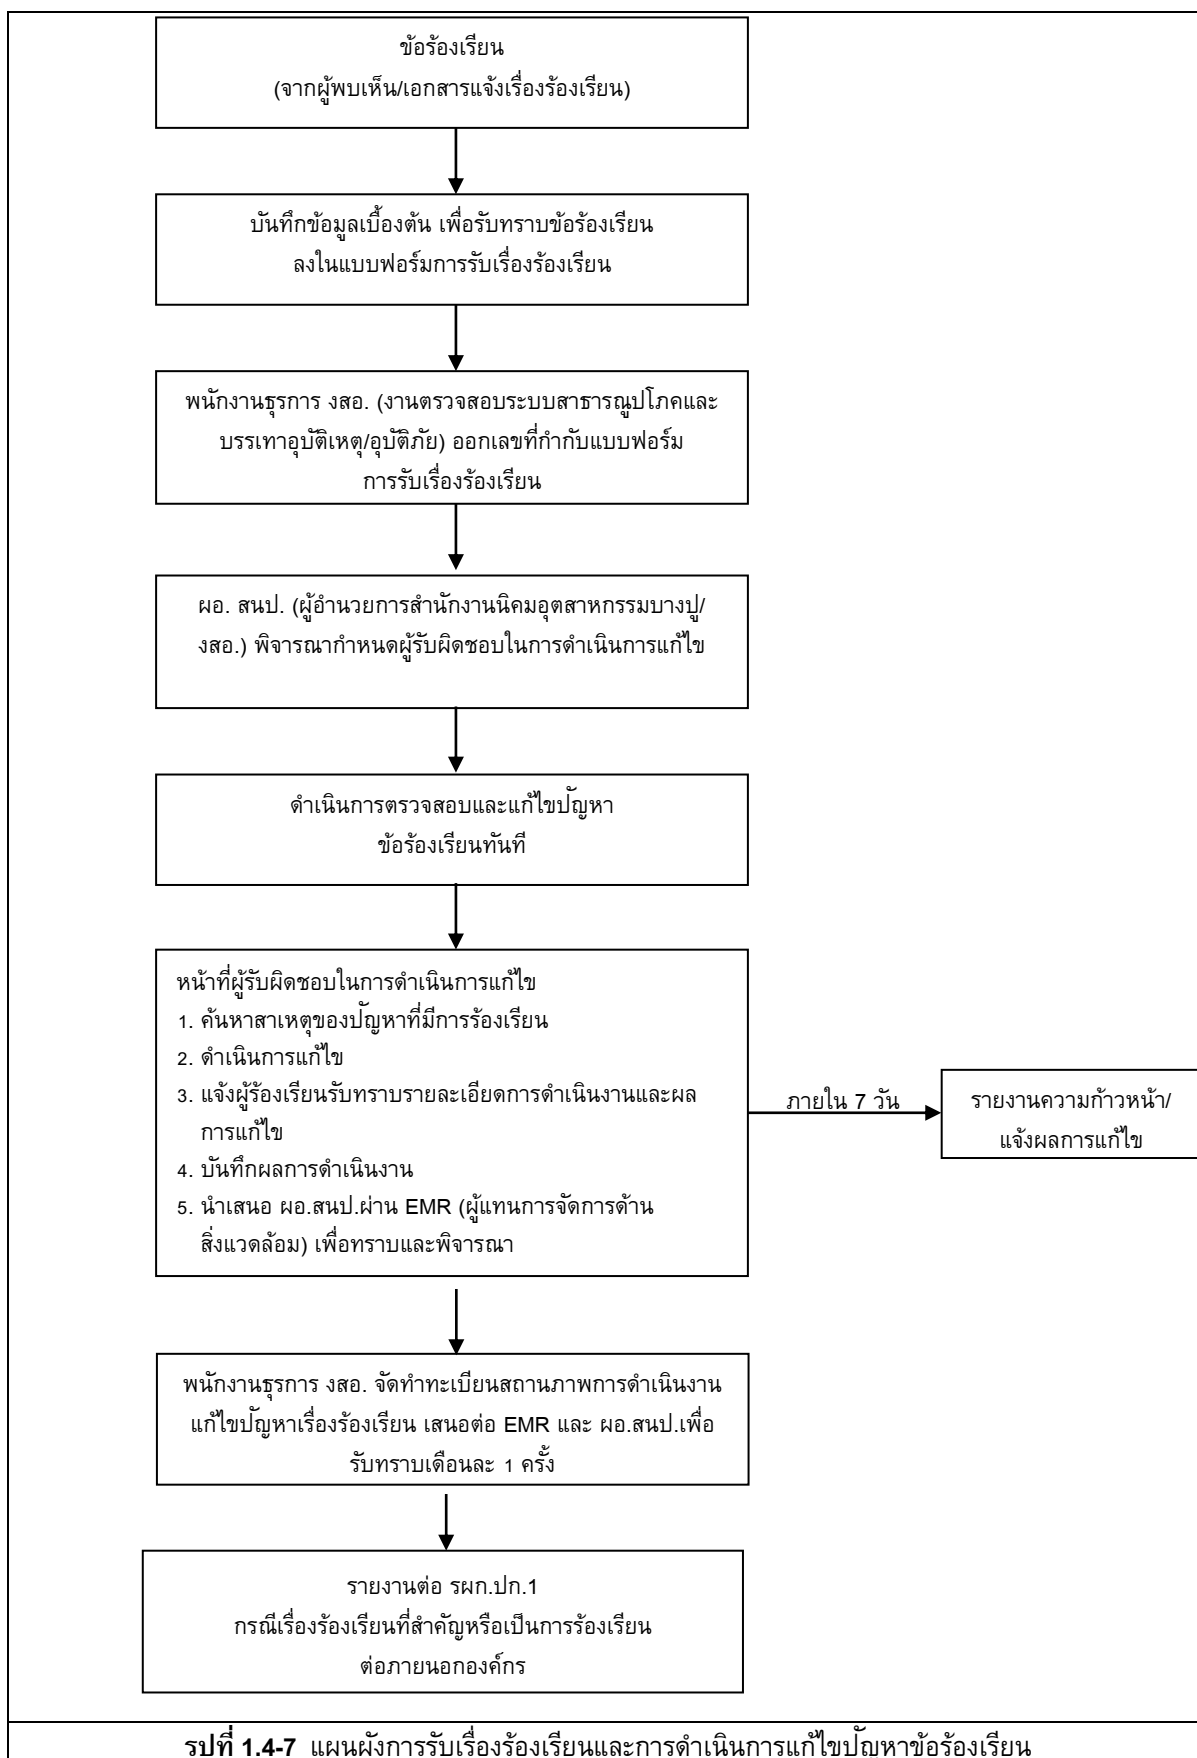 ข้อร้องเรียน
(จากผู้พบเห็น/เอกสารแจ้งเรื่องร้องเรียน)
บันทึกข้อมูลเบื้องต้น เพื่อรับทราบข้อร้องเรียน
ลงในแบบฟอร์มการรับเรื่องร้องเรียน
พนักงานธุรการ งสอ. (งานตรวจสอบระบบสาธารณูปโภคและ
บรรเทาอุบัติเหตุ/อุบัติภัย) ออกเลขที่กำกับแบบฟอร์ม
การรับเรื่องร้องเรียน
ผอ. สนป. (ผู้อำนวยการสำนักงานนิคมอุตสาหกรรมบางปู/
งสอ.) พิจารณากำหนดผู้รับผิดชอบในการดำเนินการแก้ไข
ดำเนินการตรวจสอบและแก้ไขปัญหา
ข้อร้องเรียนทันที
หน้าที่ผู้รับผิดชอบในการดำเนินการแก้ไข
1. ค้นหาสาเหตุของปัญหาที่มีการร้องเรียน
2. ดำเนินการแก้ไข
3. แจ้งผู้ร้องเรียนรับทราบรายละเอียดการดำเนินงานและผล
การแก้ไข
4. บันทึกผลการดำเนินงาน
5. นำเสนอ ผอ.สนป.ผ่าน EMR (ผู้แทนการจัดการด้าน
สิ่งแวดล้อม) เพื่อทราบและพิจารณา
ภายใน 7 วัน
รายงานความก้าวหน้า/
แจ้งผลการแก้ไข
พนักงานธุรการ งสอ. จัดทำทะเบียนสถานภาพการดำเนินงาน
แก้ไขปัญหาเรื่องร้องเรียน เสนอต่อ EMR และ ผอ.สนป.เพื่อ
รับทราบเดือนละ 1 ครั้ง
รายงานต่อ รผก.ปก.1
กรณีเรื่องร้องเรียนที่สำคัญหรือเป็นการร้องเรียน
ต่อภายนอกองค์กร
รูปที่ 1.4-7 แผนผังการรับเรื่องร้องเรียนและการดำเนินการแก้ไขปัญหาข้อร้องเรียน